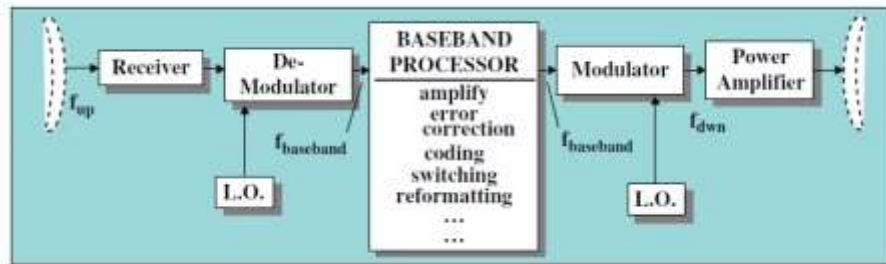 f_up
Receiver
De-
Modulator
L.O.
f_baseband
BASEBAND
PROCESSOR
amplify
error
correction
coding
switching
reformatting
...
...
f_baseband
Modulator
L.O.
f_dwn
Power
Amplifier